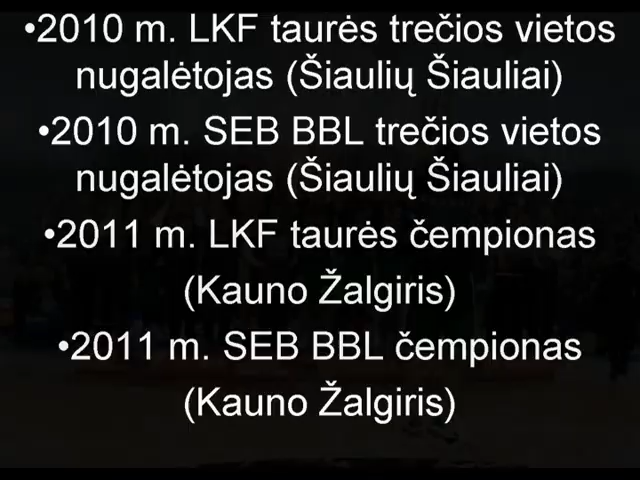 •2010 m. LKF taurės trečios vietos
nugalėtojas (Šiaulių Šiauliai)
•2010 m. SEB BBL trečios vietos
nugalėtojas (Šiaulių Šiauliai)
•2011 m. LKF taurės čempionas
(Kauno Žalgiris)
•2011 m. SEB BBL čempionas
(Kauno Žalgiris)